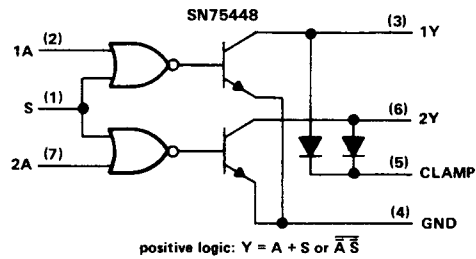 SN75448
1A (2)
(3) 1Y
S (1)
(6) 2Y
2A (7)
(5) CLAMP
(4) GND
positive logic: Y = A + S or A̅ S̅